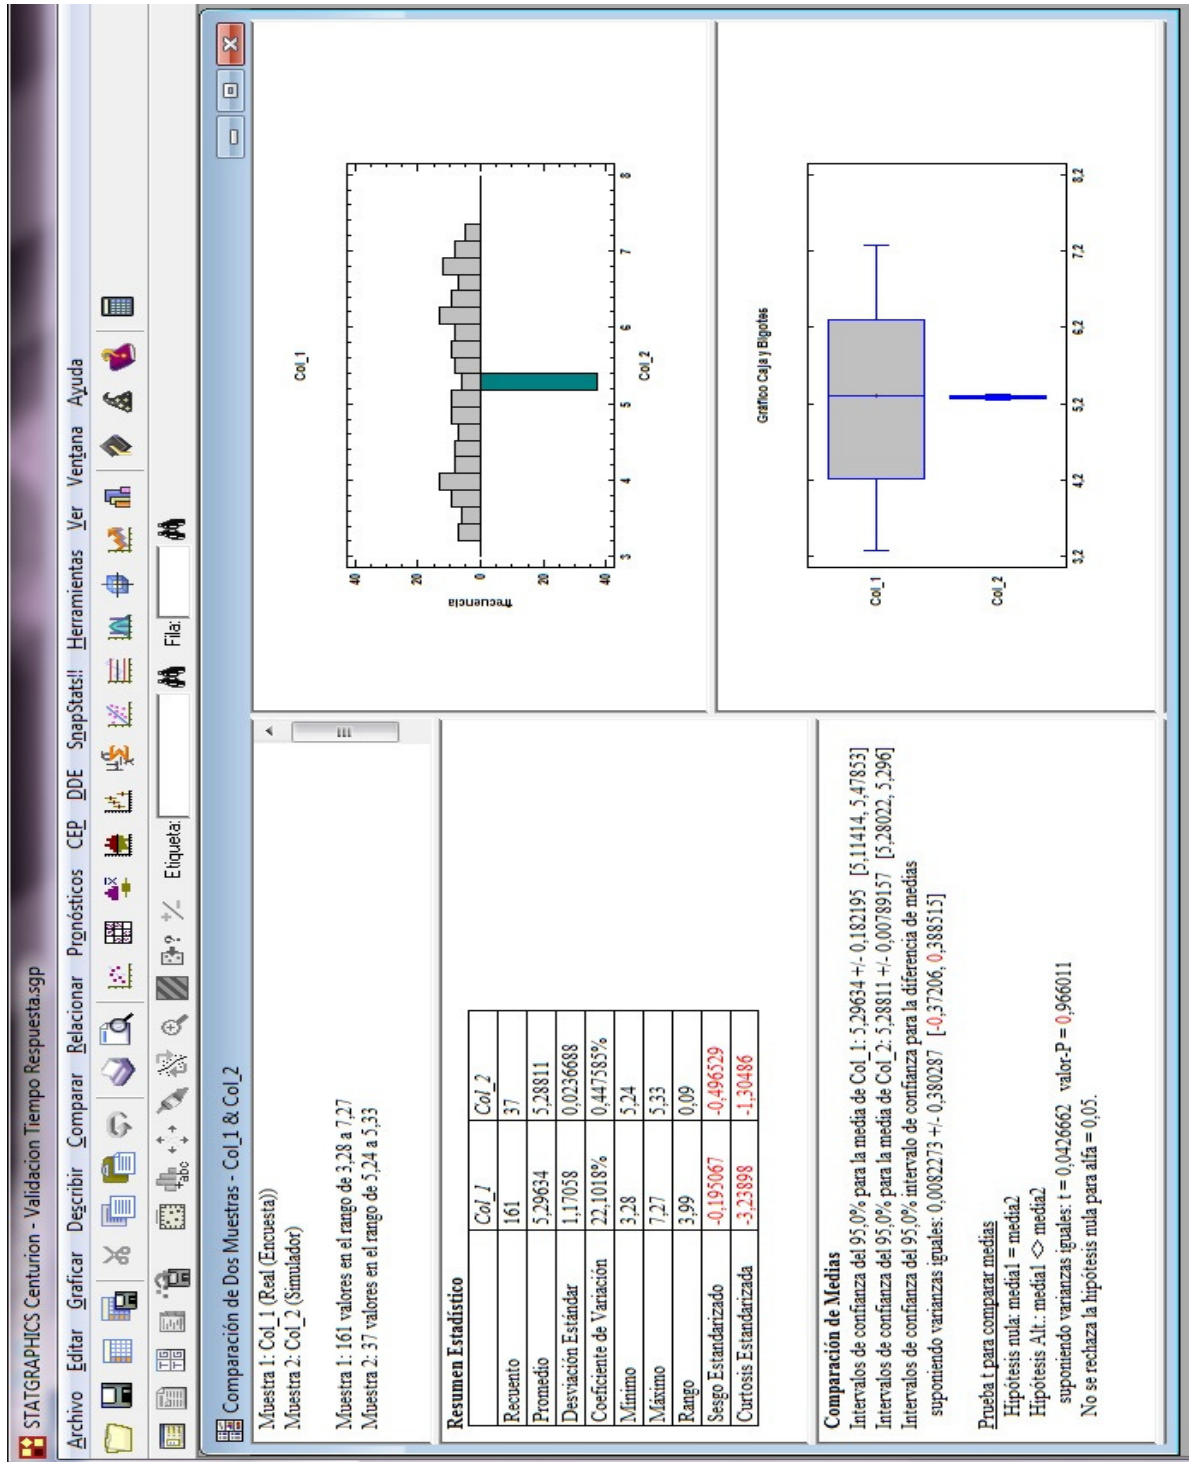 STATGRAPHICS Centurion - Validacion Tiempo Respuesta.sgp
Archivo Editar Graficar Describir Comparar Relacionar Pronósticos CEP DDE SnapStats!! Herramientas Ver Ventana Ayuda
Etiqueta: Fila:
Comparación de Dos Muestras - Col_1 & Col_2
Muestra 1: Col_1 (Real (Encuesta))
Muestra 2: Col_2 (Simulador)
Muestra 1: 161 valores en el rango de 3,28 a 7,27
Muestra 2: 37 valores en el rango de 5,24 a 5,33
Resumen Estadístico
Col_1 Col_2
Recuento 161 37
Promedio 5,29634 5,28811
Desviación Estándar 1,17058 0,0236688
Coeficiente de Variación 22,1018% 0,447585%
Mínimo 3,28 5,24
Máximo 7,27 5,33
Rango 3,99 0,09
Sesgo Estandarizado -0,195067 -0,496529
Curtosis Estandarizada -3,23898 -1,30486
Comparación de Medias
Intervalos de confianza del 95,0% para la media de Col_1: 5,29634 +/- 0,182195 [5,11414, 5,47853]
Intervalos de confianza del 95,0% para la media de Col_2: 5,28811 +/- 0,00789157 [5,28022, 5,296]
Intervalos de confianza del 95,0% intervalo de confianza para la diferencia de medias
suponiendo varianzas iguales: 0,0082273 +/- 0,380287 [-0,37206, 0,388515]
Prueba t para comparar medias
Hipótesis nula: media1 = media2
Hipótesis Alt.: media1 <> media2
suponiendo varianzas iguales: t = 0,0426662 valor-P = 0,966011
No se rechaza la hipótesis nula para alfa = 0,05.
Col_1
frecuencia
40
20
0
20
40
3 4 5 6 7 8
Col_2
Gráfico Caja y Bigotes
Col_1
Col_2
3,2 4,2 5,2 6,2 7,2 8,2